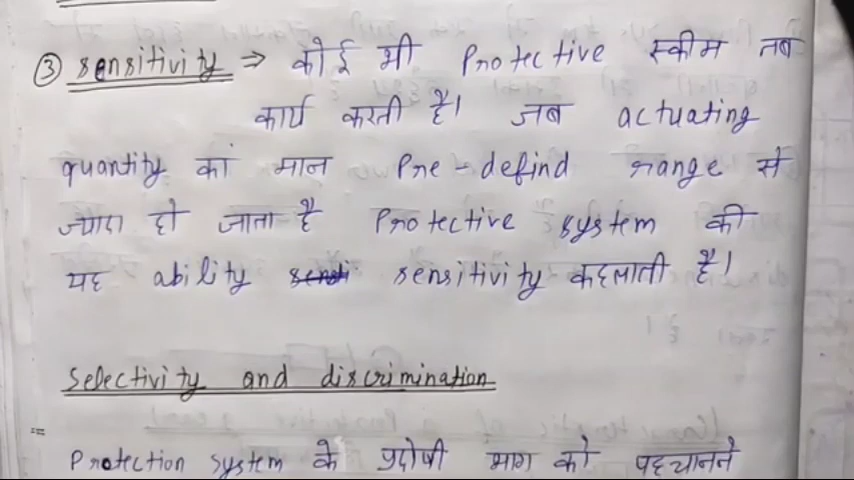 ③ sensitivity ⇒ कोई भी Protective स्कीम तब
कार्य करती है। जब actuating
quantity का मान Pre-defind range से
ज्यादा हो जाता है Protective system की
यह ability sensitivity कहलाती है।
Selectivity and discrimination
=
Protection system के प्रदोषी भाग को पहचानने